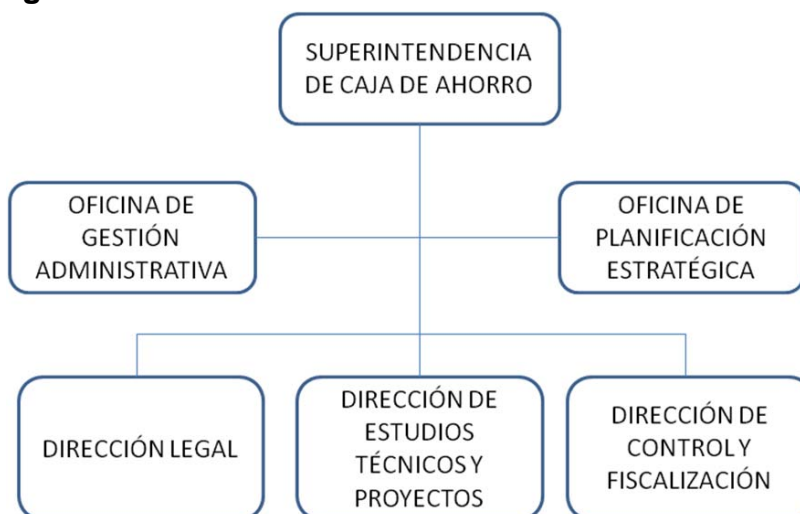 SUPERINTENDENCIA
DE CAJA DE AHORRO
OFICINA DE
GESTIÓN
ADMINISTRATIVA
OFICINA DE
PLANIFICACIÓN
ESTRATÉGICA
DIRECCIÓN LEGAL
DIRECCIÓN DE
ESTUDIOS
TÉCNICOS Y
PROYECTOS
DIRECCIÓN DE
CONTROL Y
FISCALIZACIÓN